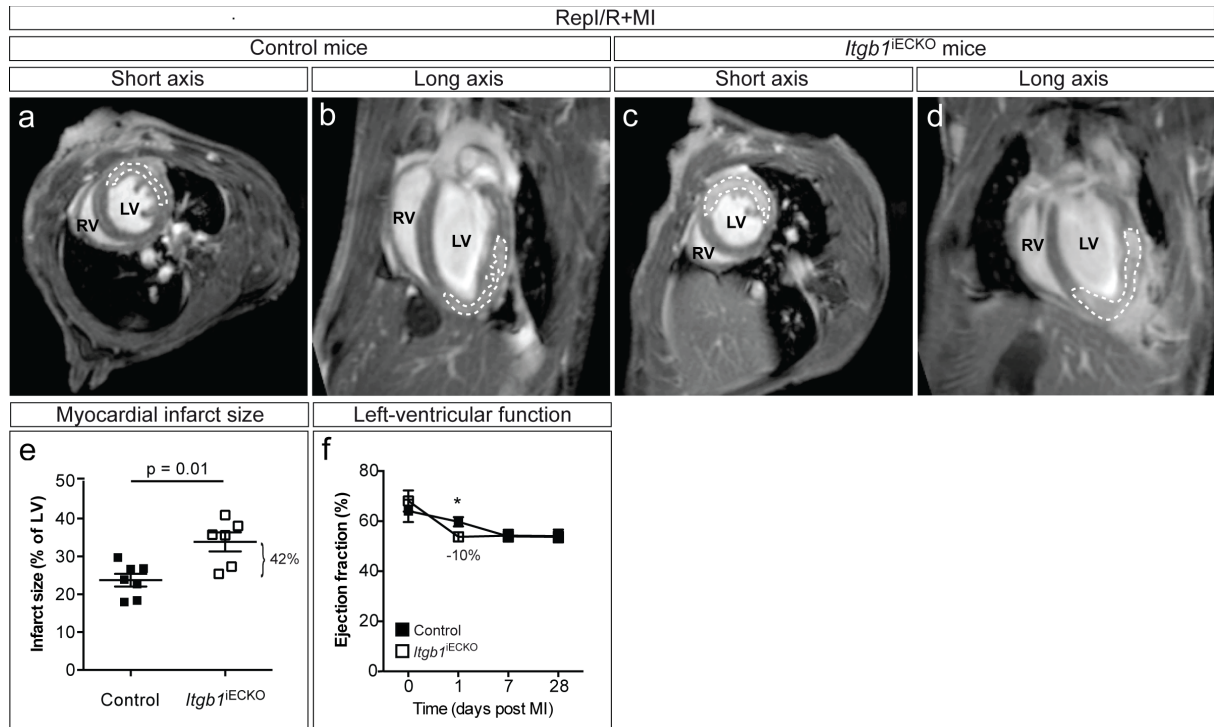 RepI/R+MI
Control mice
Itgb1iECKO mice
Short axis
Long axis
Short axis
Long axis
a
RV
LV
b
RV
LV
c
RV
LV
d
RV
LV
Myocardial infarct size
Left-ventricular function
e
Infarct size (% of LV)
50
40
30
20
10
0
p = 0.01
42%
Control
Itgb1iECKO
f
Ejection fraction (%)
80
60
40
20
0
*
-10%
Control
Itgb1iECKO
0
1
7
28
Time (days post MI)